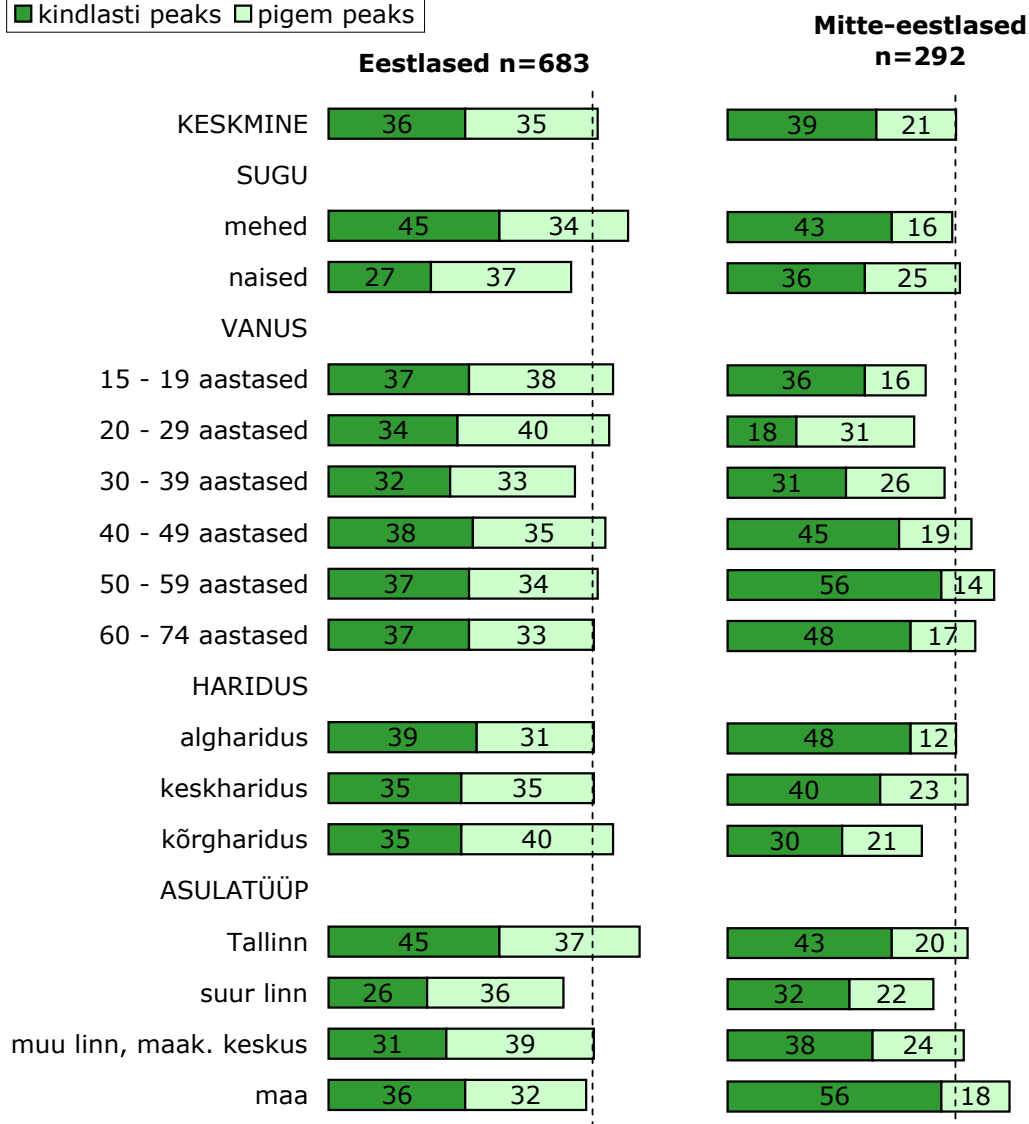 kindlasti peaks pigem peaks
Mitte-eestlased
n=292
Eestlased n=683
KESKMINE 36 35 39 21
SUGU
mehed 45 34 43 16
naised 27 37 36 25
VANUS
15 - 19 aastased 37 38 36 16
20 - 29 aastased 34 40 18 31
30 - 39 aastased 32 33 31 26
40 - 49 aastased 38 35 45 19
50 - 59 aastased 37 34 56 14
60 - 74 aastased 37 33 48 17
HARIDUS
algharidus 39 31 48 12
keskharidus 35 35 40 23
kõrgharidus 35 40 30 21
ASULATÜÜP
Tallinn 45 37 43 20
suur linn 26 36 32 22
muu linn, maak. keskus 31 39 38 24
maa 36 32 56 18